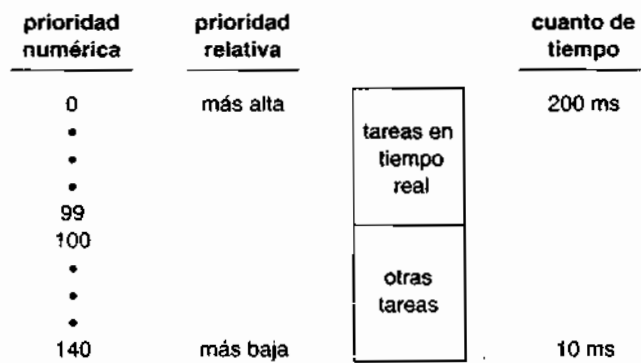 prioridad numérica
prioridad relativa
cuanto de tiempo
0
más alta
200 ms
tareas en
tiempo
real
99
100
otras
tareas
140
más baja
10 ms